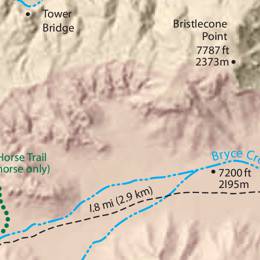 Tower
Bridge
Bristlecone
Point
7787 ft
2373m
Horse Trail
horse only)
Bryce Cre
7200 ft
2195m
1.8 mi (2.9 km)